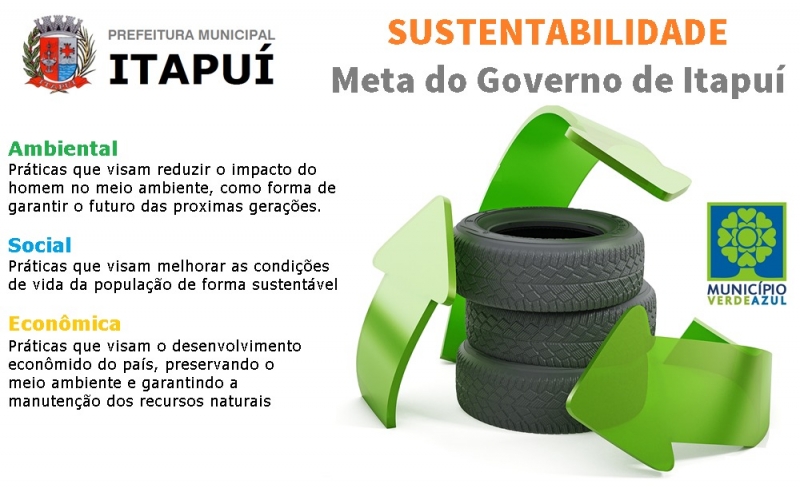 PREFEITURA MUNICIPAL
ITAPUÍ
SUSTENTABILIDADE
Meta do Governo de Itapuí
Ambiental
Práticas que visam reduzir o impacto do
homem no meio ambiente, como forma de
garantir o futuro das proximas gerações.
Social
Práticas que visam melhorar as condições
de vida da população de forma sustentável
Econômica
Práticas que visam o desenvolvimento
econômido do país, preservando o
meio ambiente e garantindo a
manutenção dos recursos naturais
MUNICÍPIO
VERDEAZUL